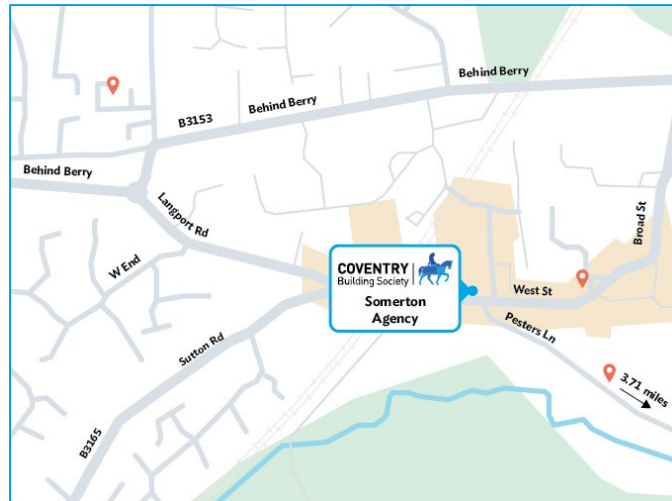 Behind Berry
Behind Berry
B3153
Behind Berry
Langport Rd
W End
Broad St
COVENTRY
Building Society
Somerton
Agency
West St
Pesters Ln
Sutton Rd
3.71 miles
B3165